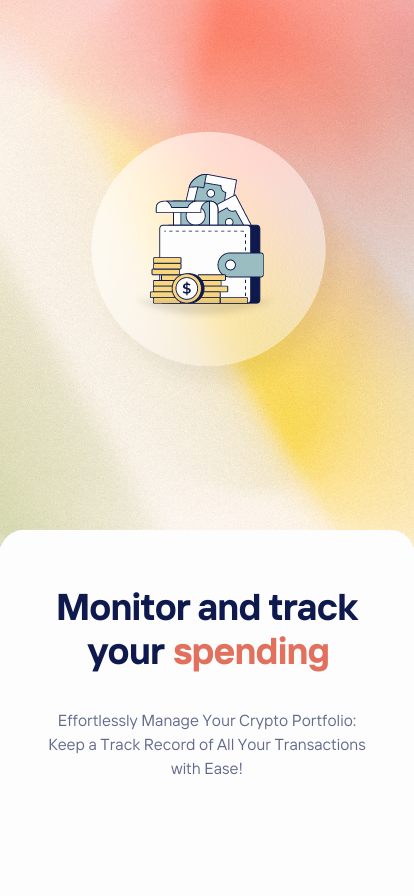 $
Monitor and track
your spending
Effortlessly Manage Your Crypto Portfolio:
Keep a Track Record of All Your Transactions
with Ease!